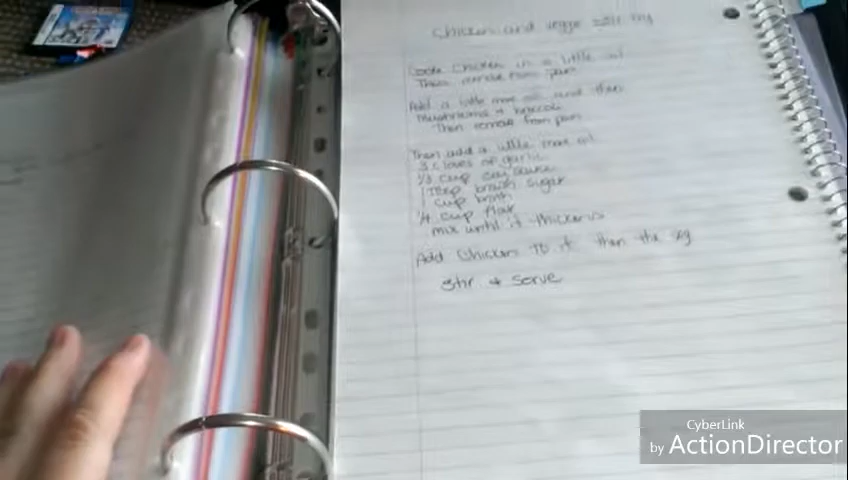 Chicken and veggie stir fry
Cook chicken in a little oil
Then remove from pan
Add a little more oil and then
mushrooms + broccoli
Then remove from pan
Then add a little more oil
3 cloves of garlic
1/3 cup soy sauce
1 Tbsp brown sugar
1 cup broth
1/4 cup flour
mix until it thickens
Add Chicken to it then the veg
Stir + serve
CyberLink
by ActionDirector